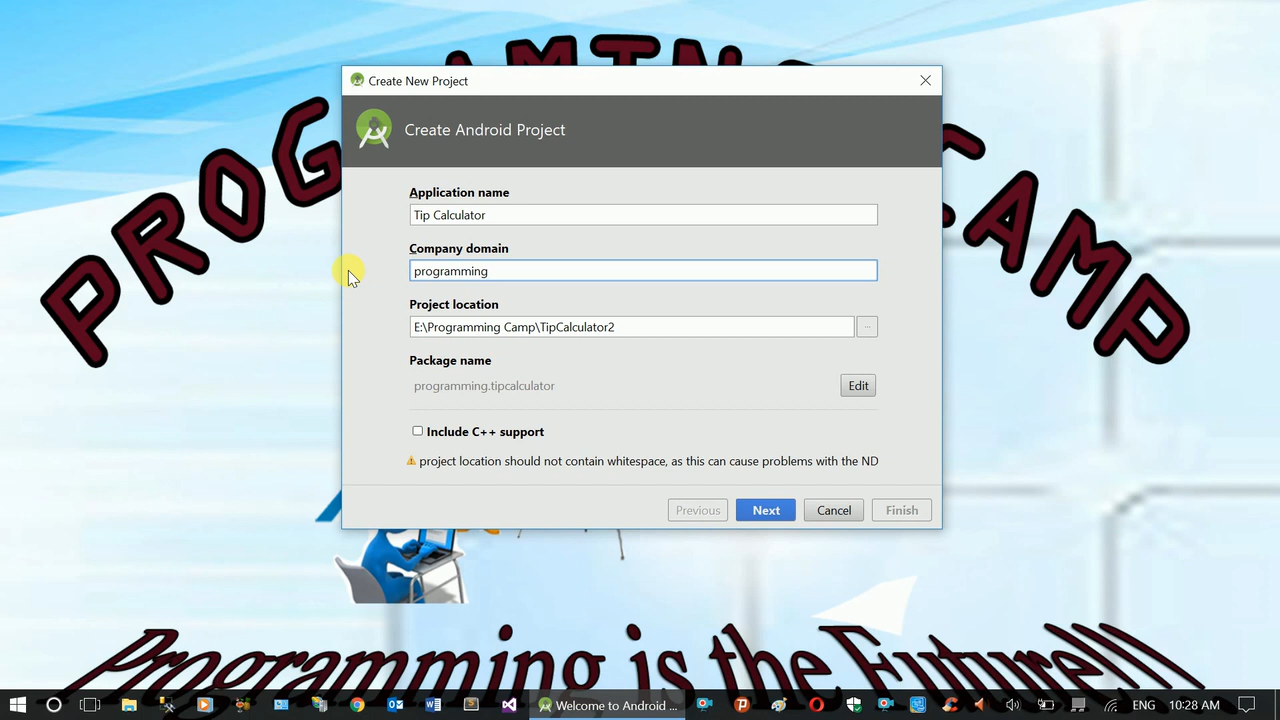 PROGRAMMING CAMP
Create New Project
Create Android Project
Application name
Tip Calculator
Company domain
programming
Project location
E:\Programming Camp\TipCalculator2
...
Package name
programming.tipcalculator
Edit
Include C++ support
project location should not contain whitespace, as this can cause problems with the ND
Previous
Next
Cancel
Finish
Programming is the Future!!!
Welcome to Android ...
ENG
10:28 AM